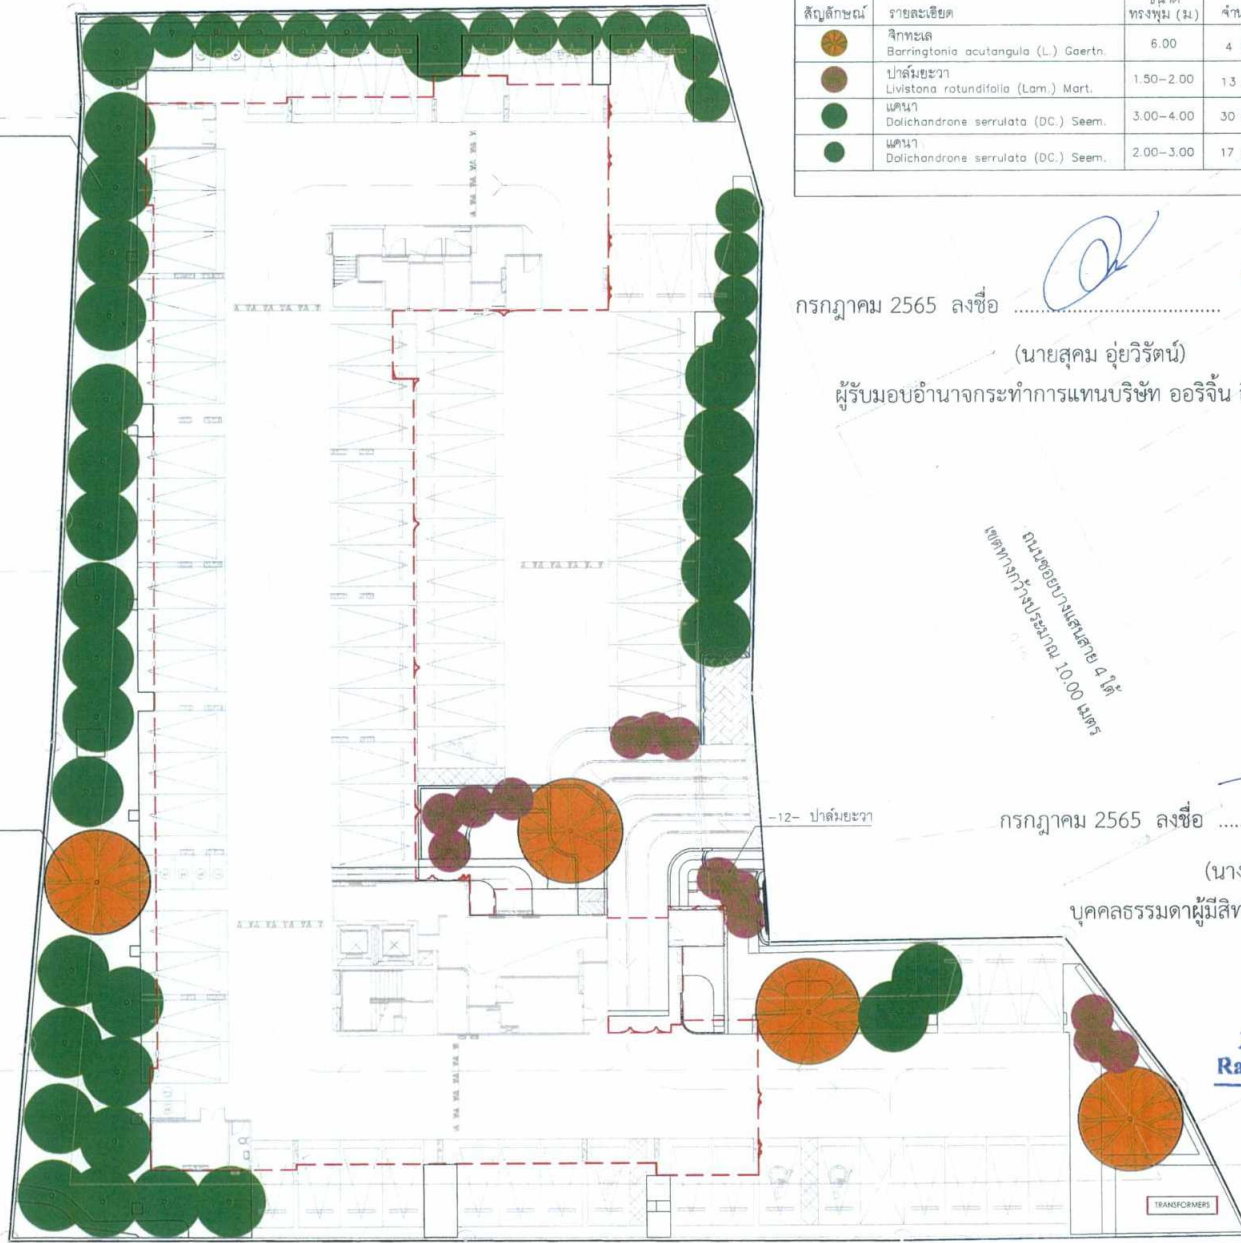 สัญลักษณ์ รายละเอียด ทรงพุ่ม (ม)
จิกทะเล
Barringtonia acutangula (L.) Gaertn. 6.00 4
ปาล์มยะวา
Livistona rotundifolia (Lam.) Mart. 1.50-2.00 13
แคนา
Dolichandrone serrulata (DC.) Seem. 3.00-4.00 30
แคนา
Dolichandrone serrulata (DC.) Seem. 2.00-3.00 17
กรกฎาคม 2565 ลงชื่อ ........................................
(นายสุคม อุ่ยวิรัตน์)
ผู้รับมอบอำนาจกระทำการแทนบริษัท ออริจิ้น
ถนนซอยบางแสนสาย 4 ใต้
เขตทางกว้างประมาณ 10.00 เมตร
-12- ปาล์มยะวา
กรกฎาคม 2565 ลงชื่อ ....
(นาง
บุคคลธรรมดาผู้มีสิท
Ra
TRANSFORMERS